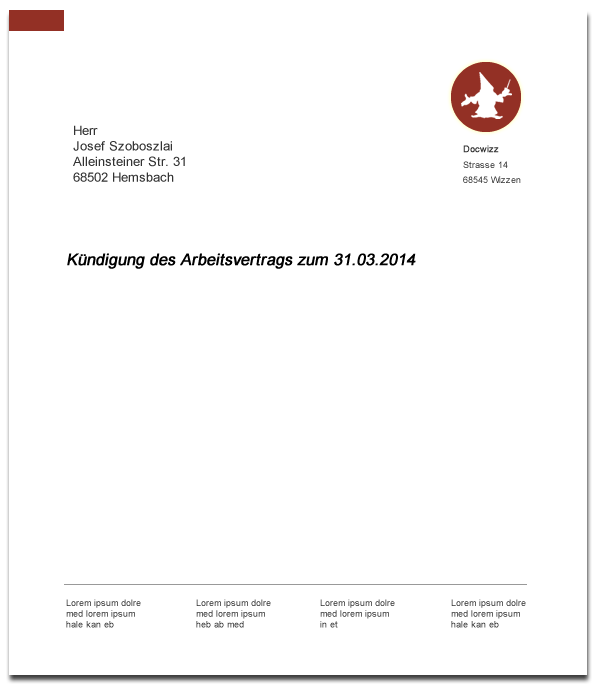 Herr
Josef Szoboszlai
Alleinsteiner Str. 31
68502 Hemsbach
Docwizz
Strasse 14
68545 Wizzen
Kündigung des Arbeitsvertrags zum 31.03.2014
Lorem ipsum dolre
med lorem ipsum
hale kan eb
Lorem ipsum dolre
med lorem ipsum
heb ab med
Lorem ipsum dolre
med lorem ipsum
in et
Lorem ipsum dolre
med lorem ipsum
hale kan eb